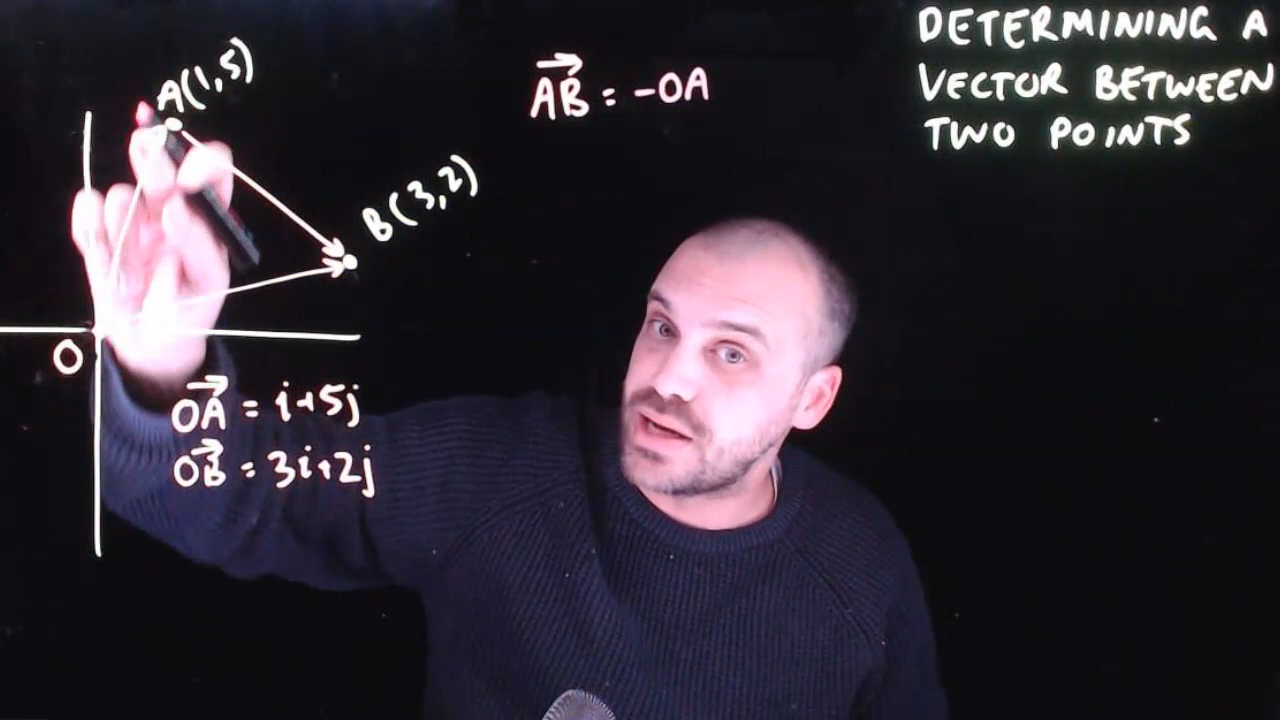 DETERMINING A
VECTOR BETWEEN
TWO POINTS
A(1,5)
AB⃗ = -OA
B(3,2)
O
OA⃗ = i+5j
OB⃗ = 3i+2j